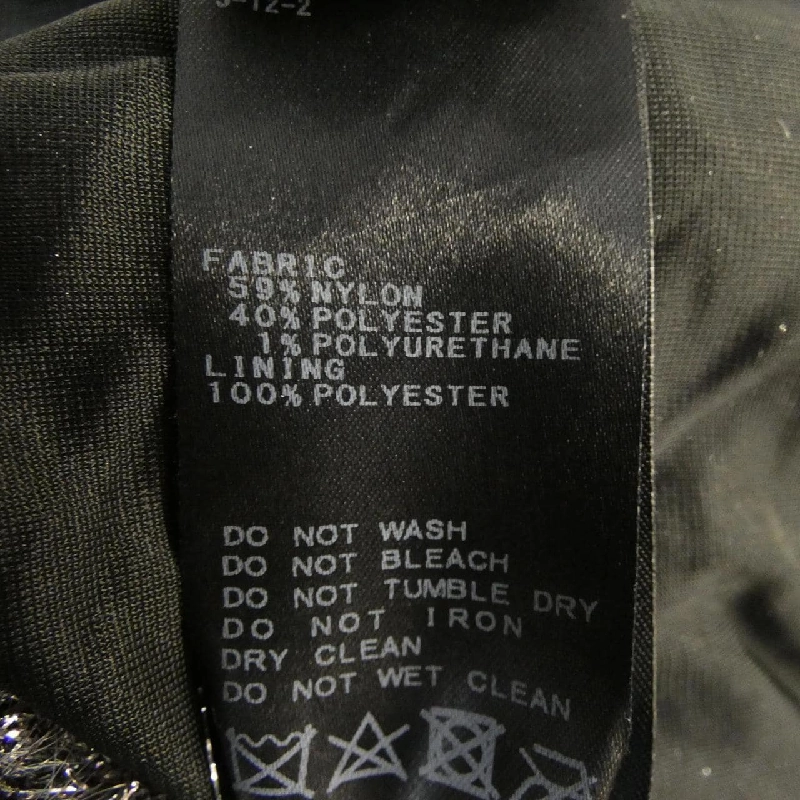 FABRIC
59% NYLON
40% POLYESTER
1% POLYURETHANE
LINING
100% POLYESTER
DO NOT WASH
DO NOT BLEACH
DO NOT TUMBLE DRY
DO NOT IRON
DRY CLEAN
DO NOT WET CLEAN